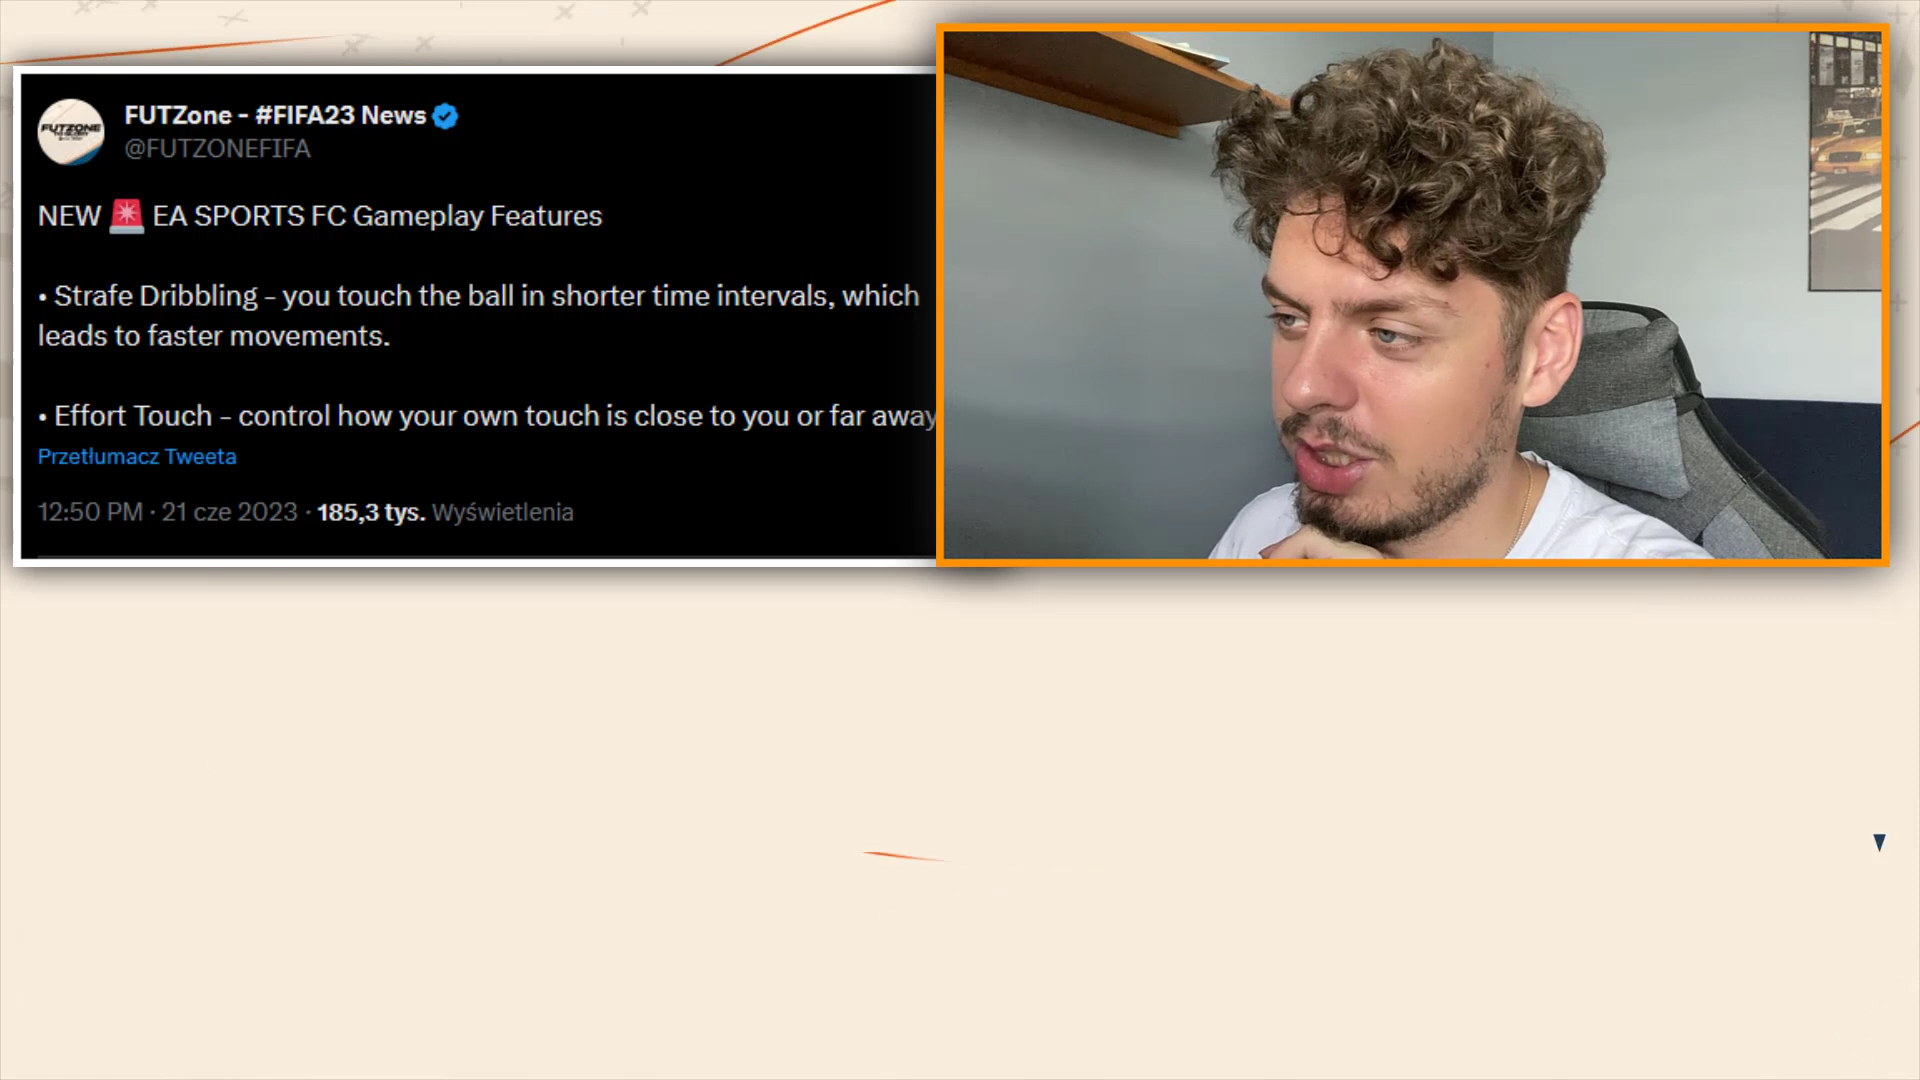 FUTZONE
FUTZone - #FIFA23 News
@FUTZONEFIFA
NEW 🚨 EA SPORTS FC Gameplay Features
• Strafe Dribbling - you touch the ball in shorter time intervals, which
leads to faster movements.
• Effort Touch - control how your own touch is close to you or far away
Przetłumacz Tweeta
12:50 PM · 21 cze 2023 · 185,3 tys. Wyświetlenia